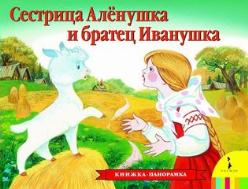 Сестрица Алёнушка
и братец Иванушка
КНИЖКА-ПАНОРАМКА